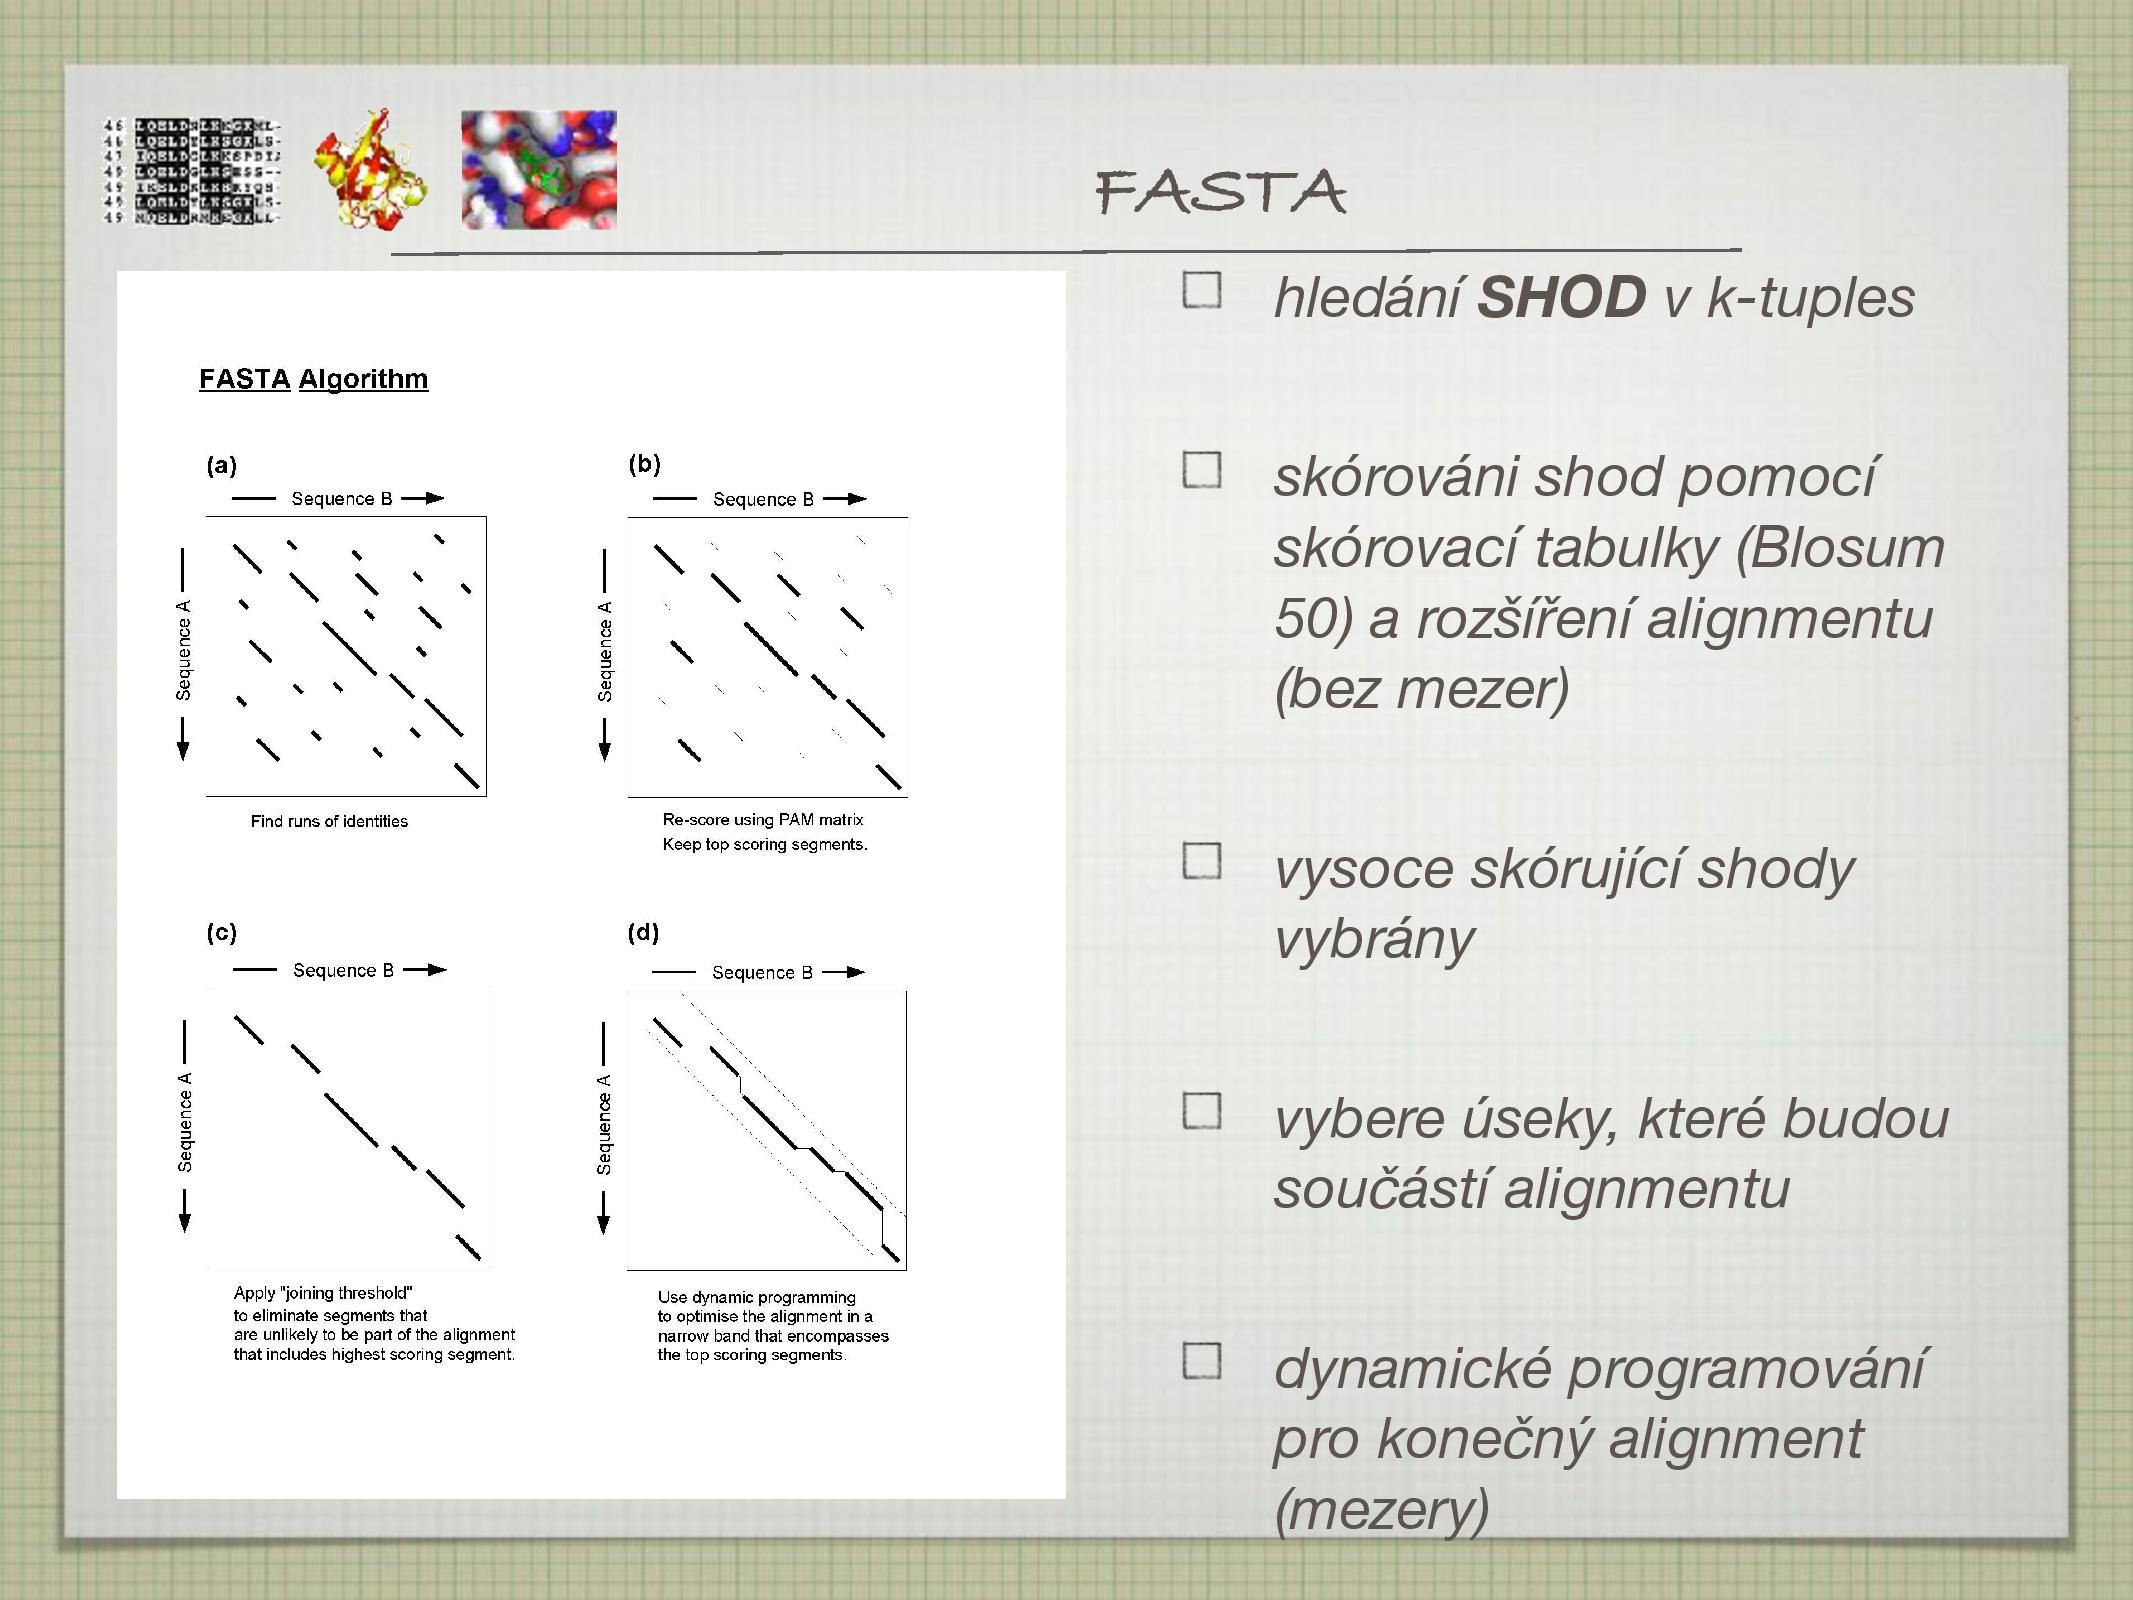 FASTA
FASTA Algorithm
(a)
Sequence B
Sequence A
Find runs of identities
(b)
Sequence B
Sequence A
Re-score using PAM matrix
Keep top scoring segments.
(c)
Sequence B
Sequence A
Apply "joining threshold"
to eliminate segments that
are unlikely to be part of the alignment
that includes highest scoring segment.
(d)
Sequence B
Sequence A
Use dynamic programming
to optimise the alignment in a
narrow band that encompasses
the top scoring segments.
hledání SHOD v k-tuples
skórováni shod pomocí
skórovací tabulky (Blosum
50) a rozšíření alignmentu
(bez mezer)
vysoce skórující shody
vybrány
vybere úseky, které budou
součástí alignmentu
dynamické programování
pro konečný alignment
(mezery)